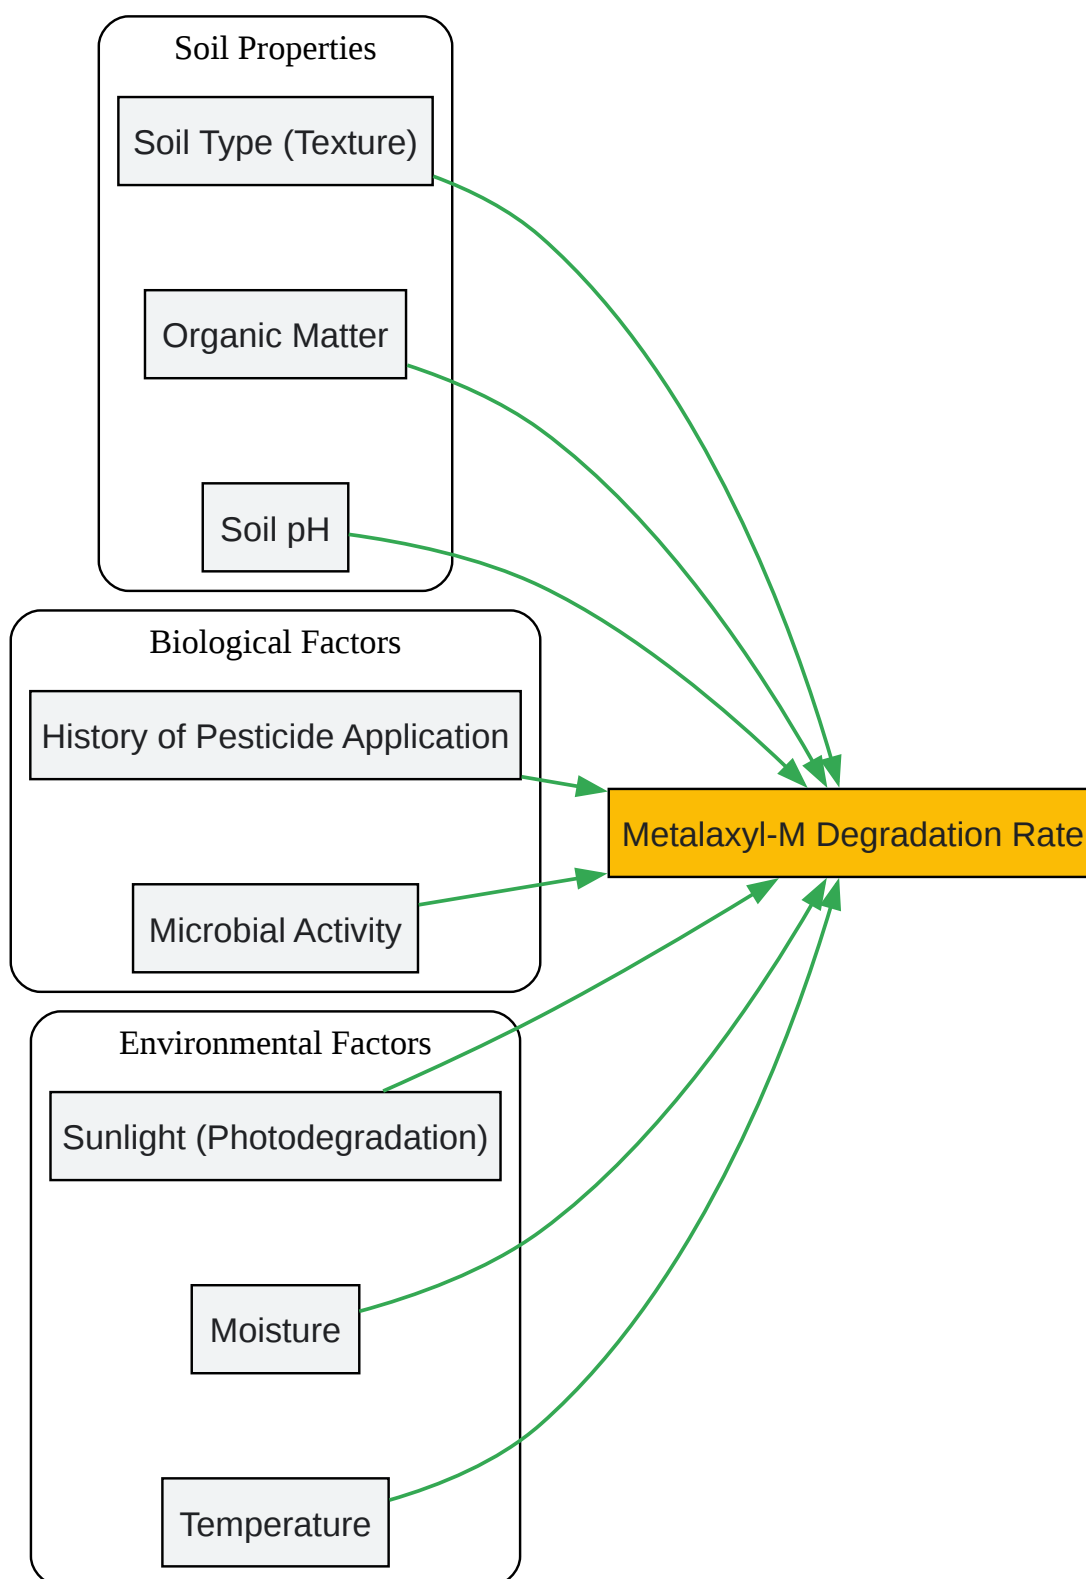 Soil Properties
Soil Type (Texture)
Organic Matter
Soil pH
Biological Factors
History of Pesticide Application
Microbial Activity
Metalaxyl-M Degradation Rate
Environmental Factors
Sunlight (Photodegradation)
Moisture
Temperature